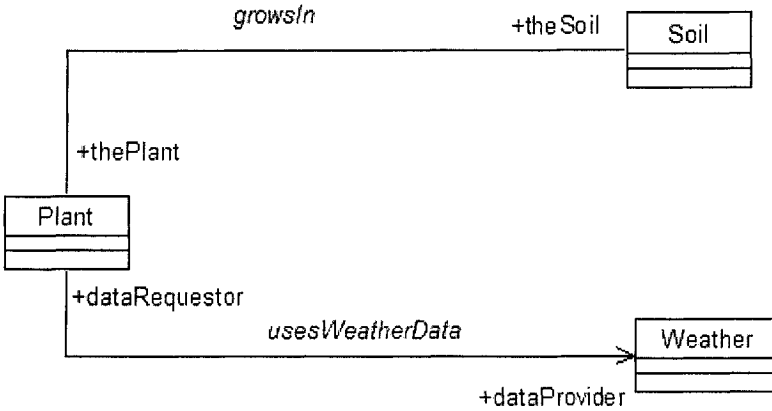 growsIn
+theSoil
Soil
+thePlant
Plant
+dataRequestor
usesWeatherData
Weather
+dataProvider